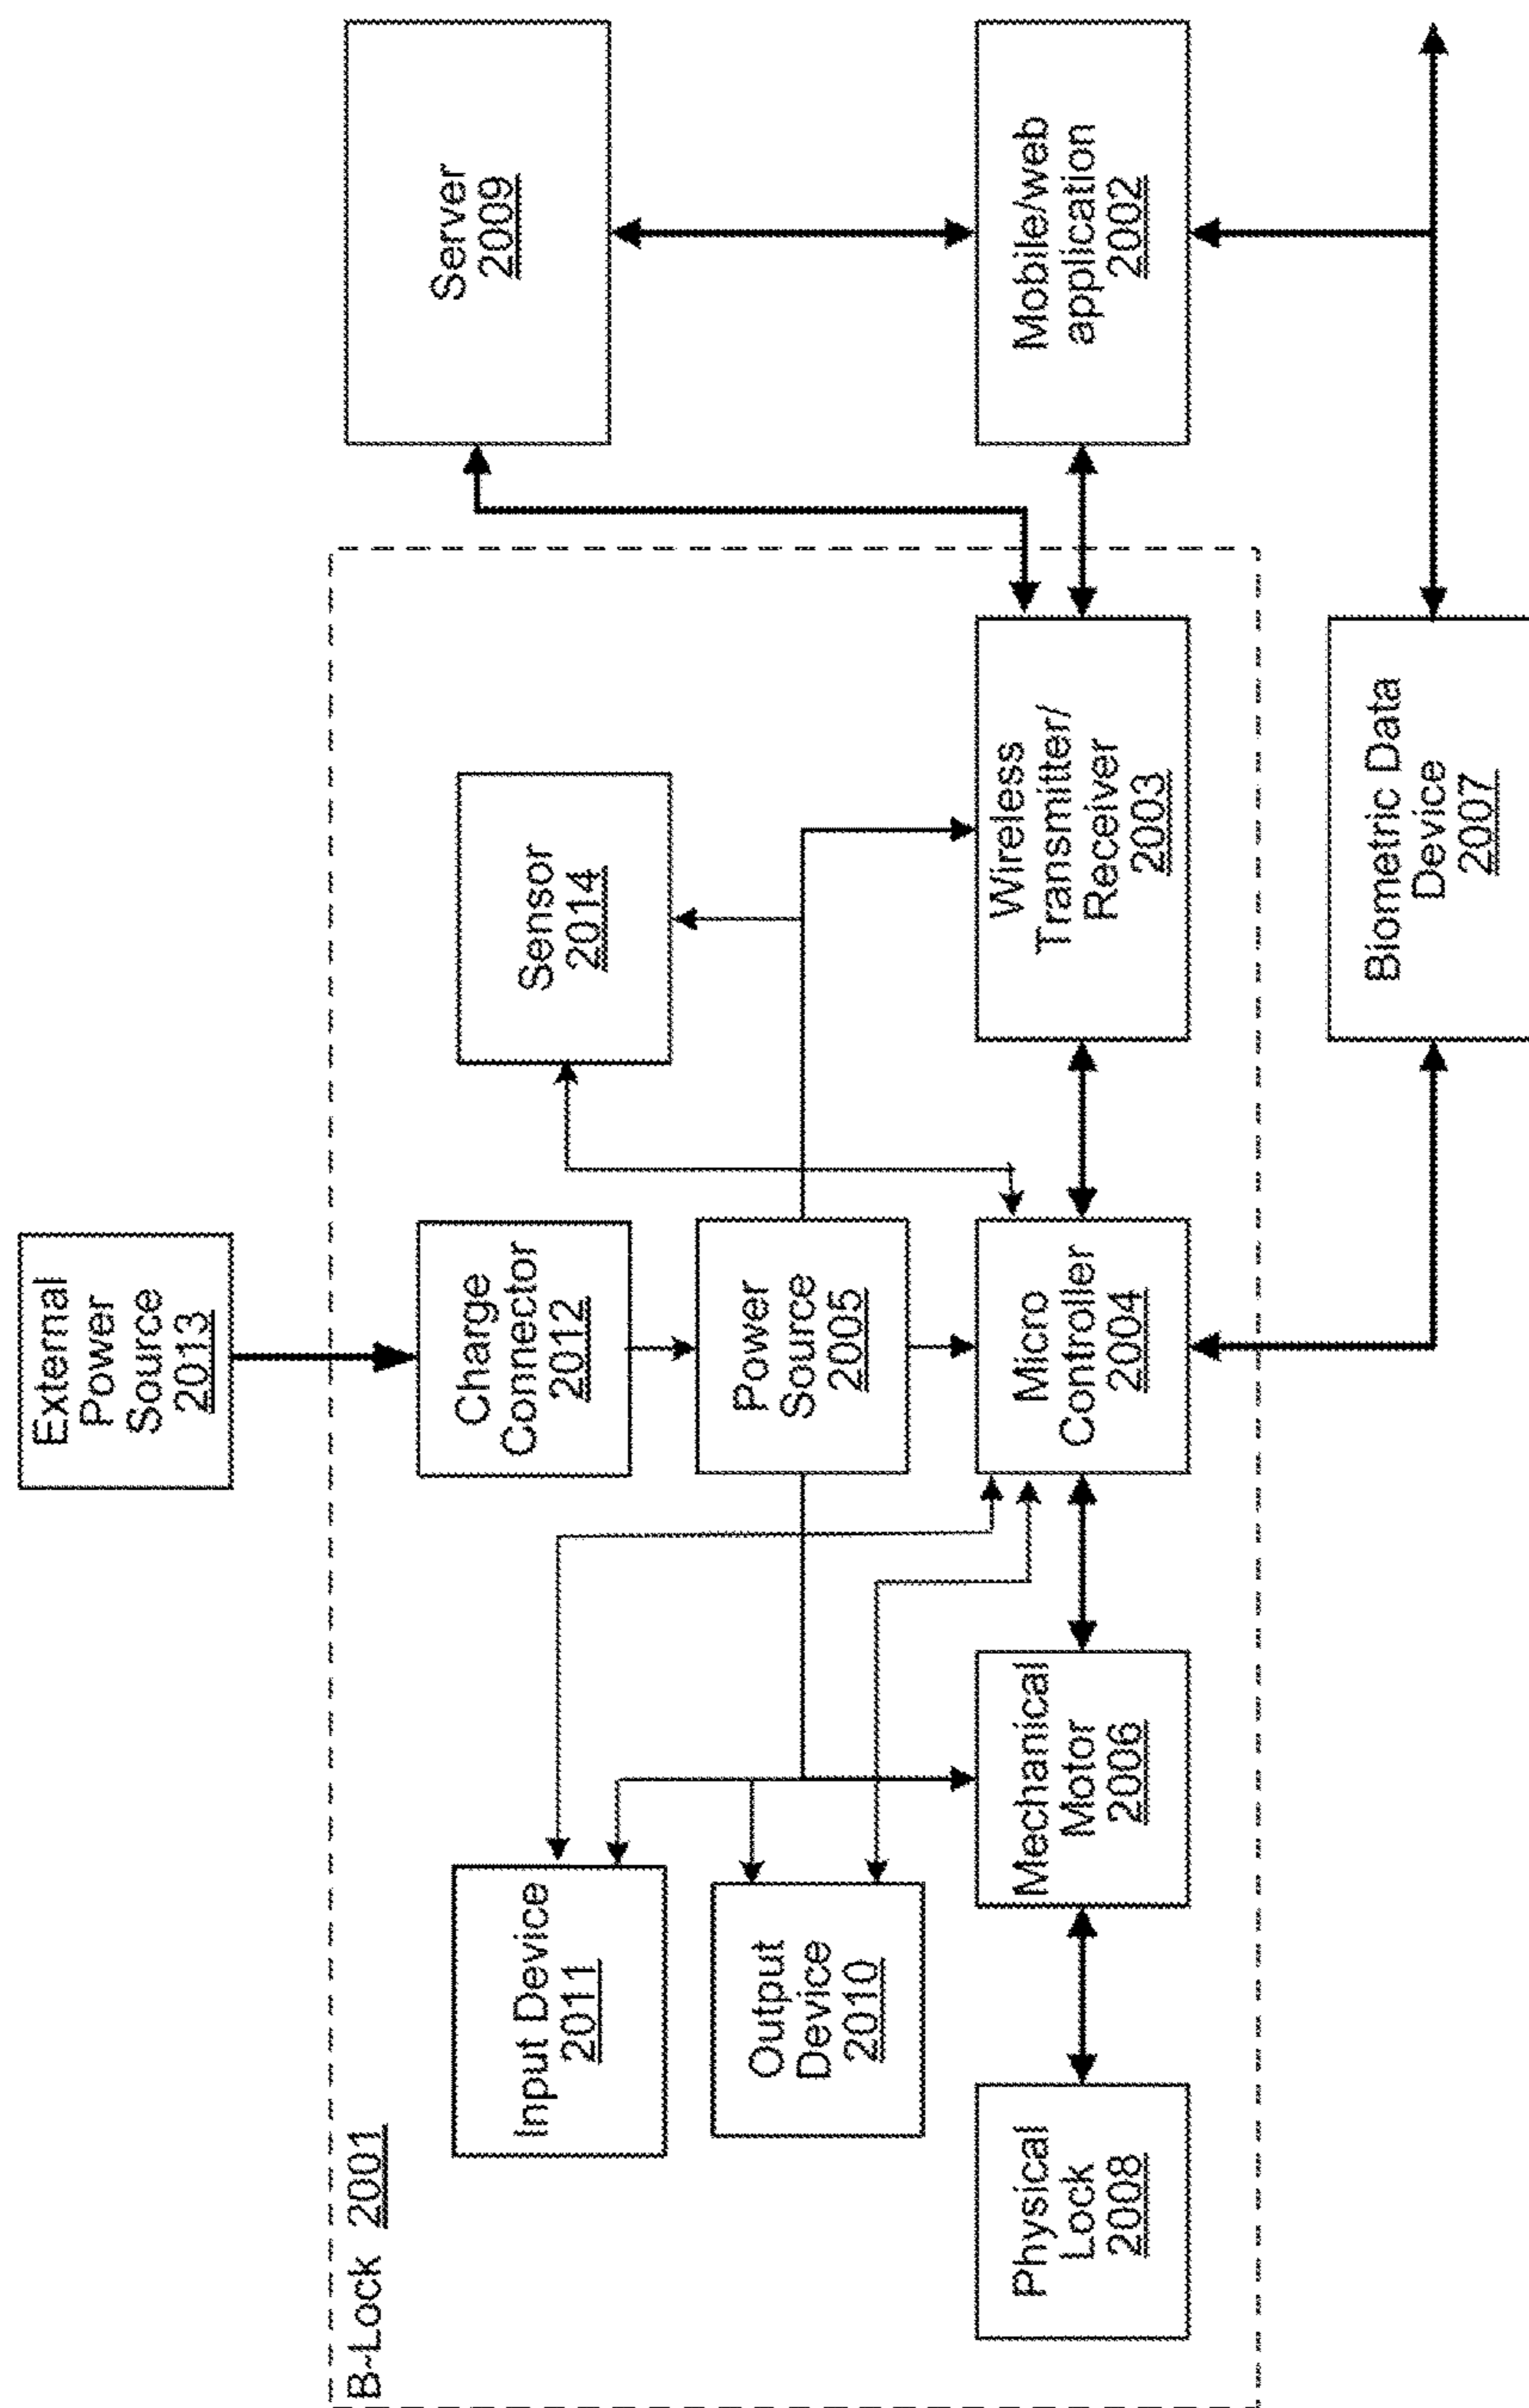 External
Power
Source
2013
B-Lock 2001
Input Device
2011
Charge
Connector
2012
Sensor
2014
Server
2009
Output
Device
2010
Power
Source
2005
Physical
Lock
2008
Mechanical
Motor
2006
Micro
Controller
2004
Wireless
Transmitter/
Receiver
2003
Mobile/web
application
2002
Biometric Data
Device
2007